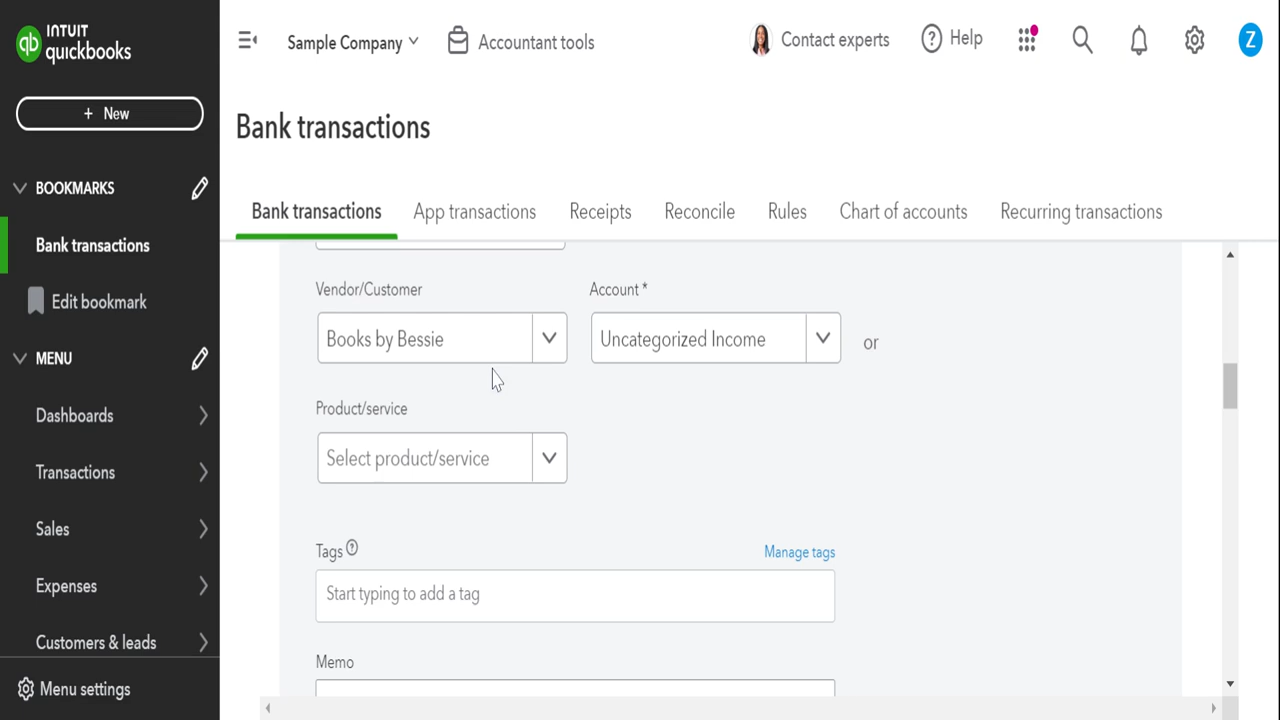 INTUIT
quickbooks
Sample Company
Accountant tools
Contact experts
Help
Z
+ New
Bank transactions
BOOKMARKS
Bank transactions
App transactions
Receipts
Reconcile
Rules
Chart of accounts
Recurring transactions
Bank transactions
Edit bookmark
MENU
Dashboards
Transactions
Sales
Expenses
Customers & leads
Menu settings
Vendor/Customer
Account *
Books by Bessie
Uncategorized Income
or
Product/service
Select product/service
Tags
Manage tags
Start typing to add a tag
Memo